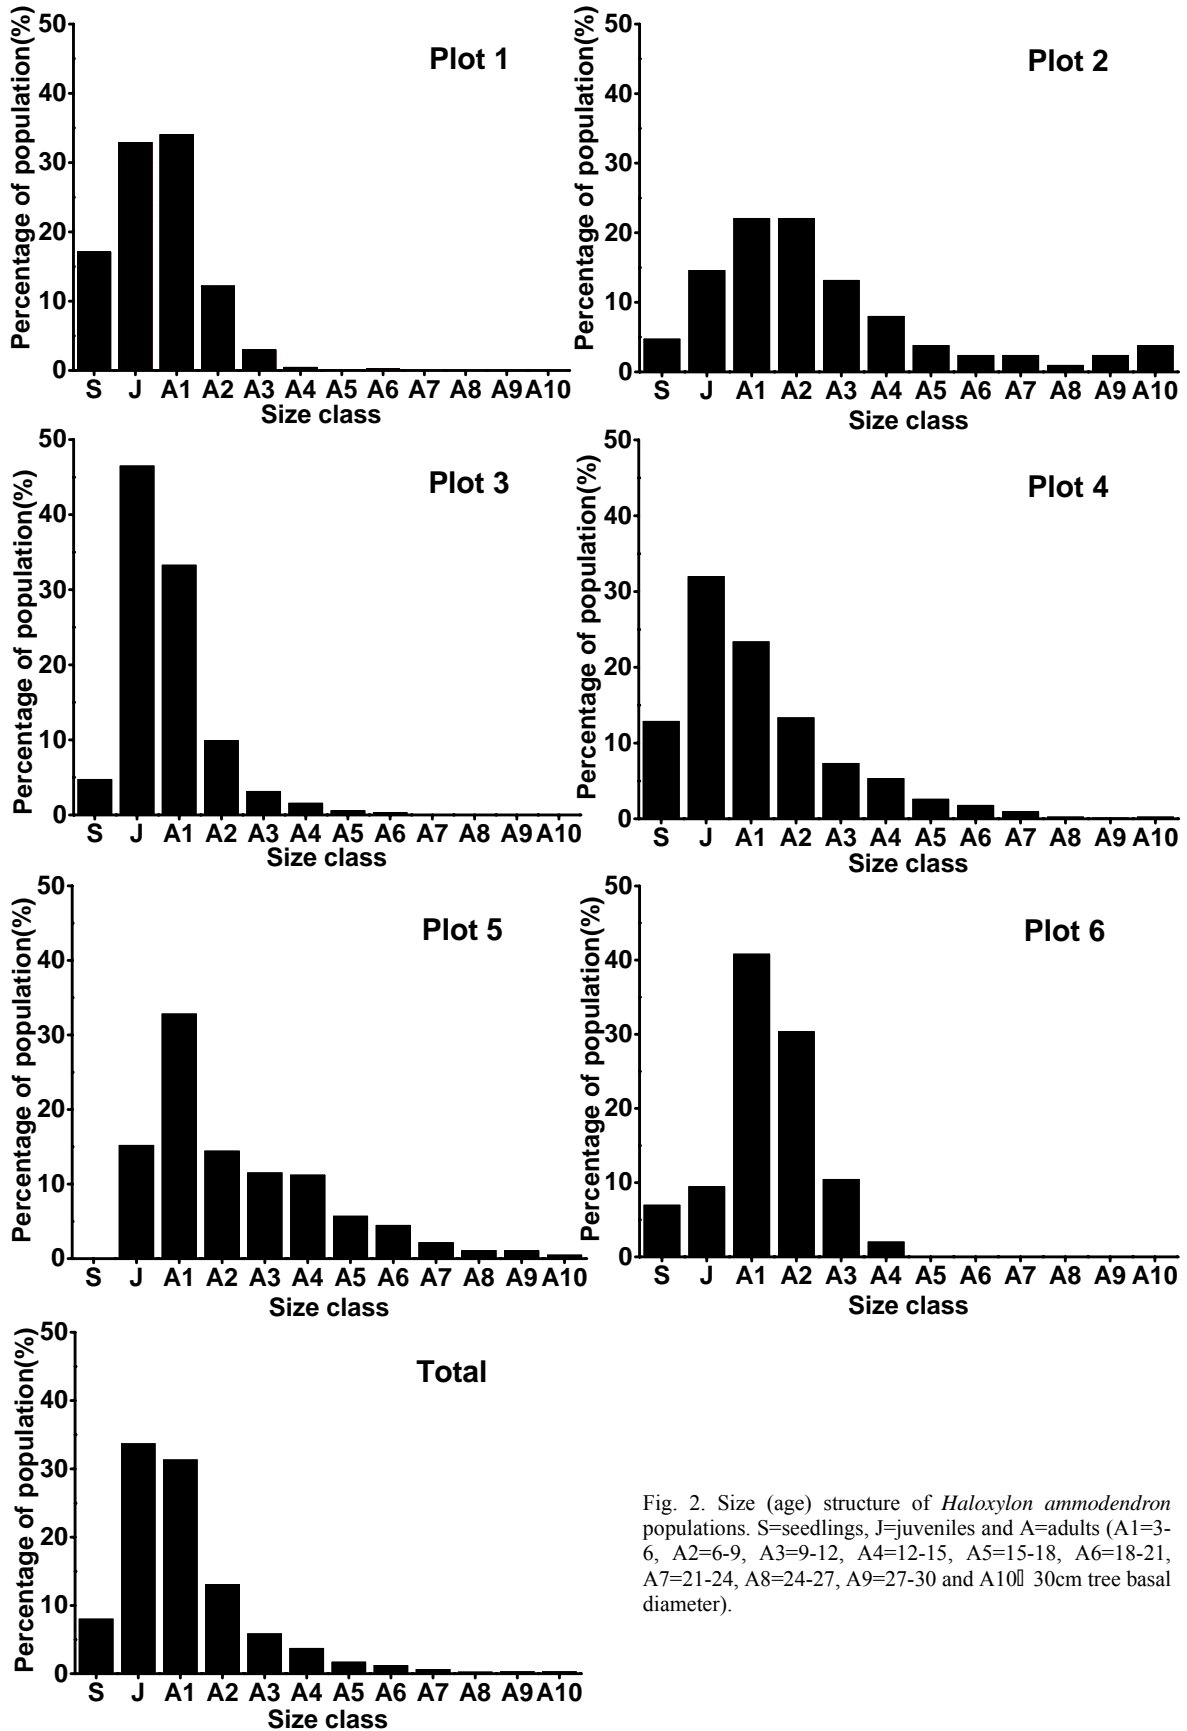 Percentage of population(%)
50
40
30
20
10
0
Plot 1
S J A1 A2 A3 A4 A5 A6 A7 A8 A9 A10
Size class
Percentage of population(%)
50
40
30
20
10
0
Plot 2
S J A1 A2 A3 A4 A5 A6 A7 A8 A9 A10
Size class
Percentage of population(%)
50
40
30
20
10
0
Plot 3
S J A1 A2 A3 A4 A5 A6 A7 A8 A9 A10
Size class
Percentage of population(%)
50
40
30
20
10
0
Plot 4
S J A1 A2 A3 A4 A5 A6 A7 A8 A9 A10
Size class
Percentage of population(%)
50
40
30
20
10
0
Plot 5
S J A1 A2 A3 A4 A5 A6 A7 A8 A9 A10
Size class
Percentage of population(%)
50
40
30
20
10
0
Plot 6
S J A1 A2 A3 A4 A5 A6 A7 A8 A9 A10
Size class
Percentage of population(%)
50
40
30
20
10
0
Total
S J A1 A2 A3 A4 A5 A6 A7 A8 A9 A10
Size class
Fig. 2. Size (age) structure of Haloxylon ammodendron
populations. S=seedlings, J=juveniles and A=adults (A1=3-
6, A2=6-9, A3=9-12, A4=12-15, A5=15-18, A6=18-21,
A7=21-24, A8=24-27, A9=27-30 and A10 30cm tree basal
diameter).